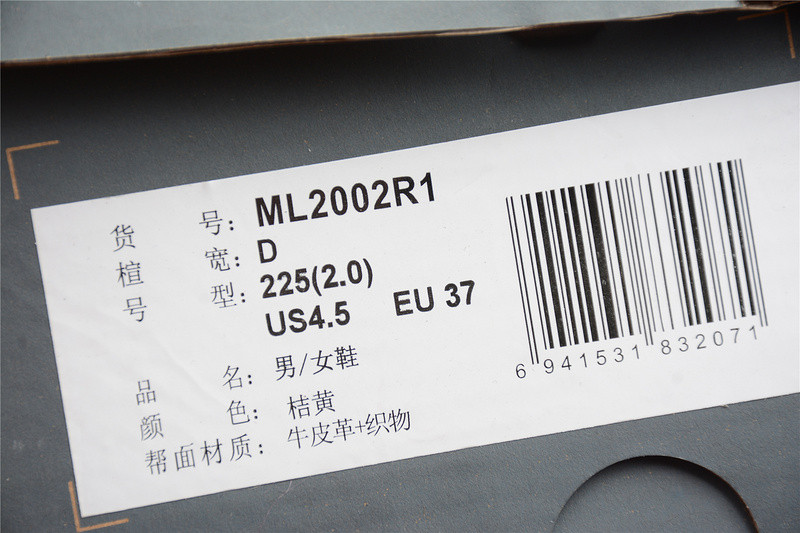 货号: ML2002R1
楦宽: D
号型: 225(2.0)
US4.5 EU 37
品名: 男/女鞋
颜色: 桔黄
帮面材质: 牛皮革+织物
6 941531 832071